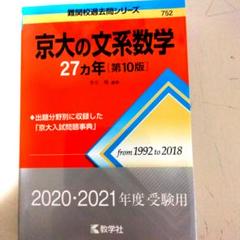 難関校過去問シリーズ 752
京大の文系数学
27カ年[第10版]
編著
◆出題分野別に収録した
「京大入試問題事典」
from 1992 to 2018
2020・2021年度受験用
教学社